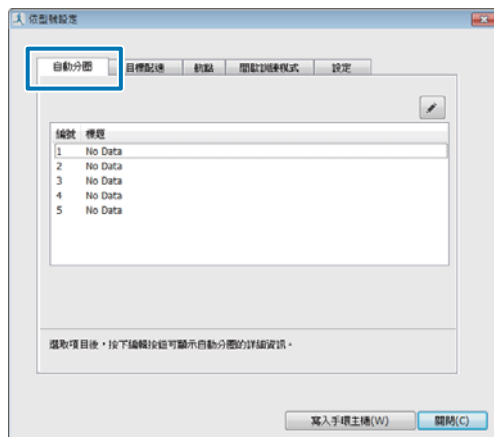 依型號設定
自動分圈 目標配速 航點 間歇訓練模式 設定
編號 標題
1 No Data
2 No Data
3 No Data
4 No Data
5 No Data
選取項目後，按下編輯按鈕可顯示自動分圈的詳細資訊。
寫入手環主機(W) 關閉(C)